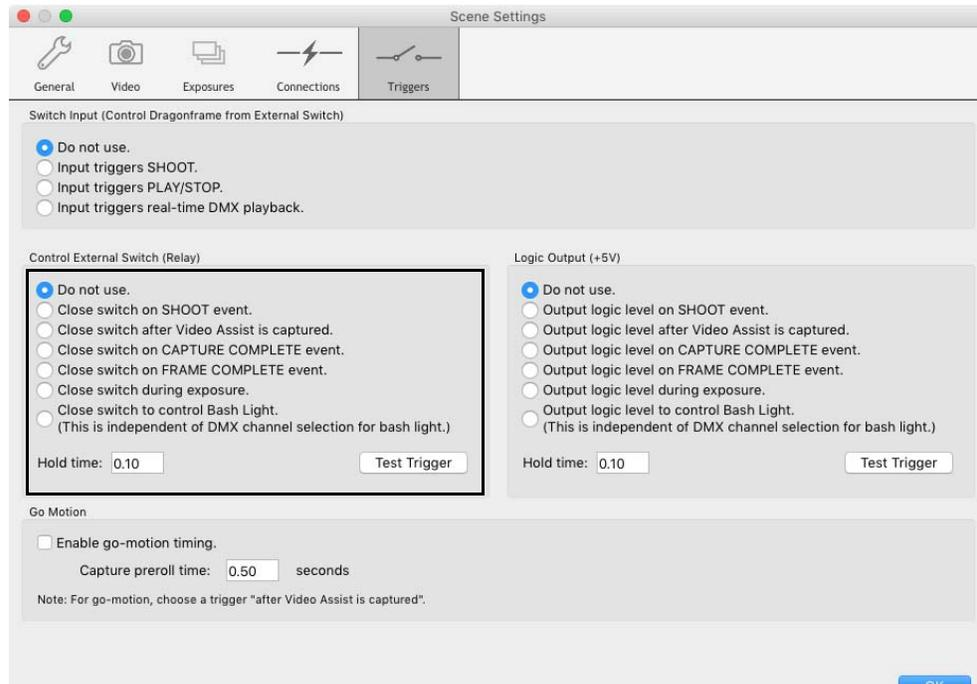 Scene Settings
General Video Exposures Connections Triggers
Switch Input (Control Dragonframe from External Switch)
Do not use.
Input triggers SHOOT.
Input triggers PLAY/STOP.
Input triggers real-time DMX playback.
Control External Switch (Relay)
Do not use.
Close switch on SHOOT event.
Close switch after Video Assist is captured.
Close switch on CAPTURE COMPLETE event.
Close switch on FRAME COMPLETE event.
Close switch during exposure.
Close switch to control Bash Light.
(This is independent of DMX channel selection for bash light.)
Hold time: 0.10 Test Trigger
Logic Output (+5V)
Do not use.
Output logic level on SHOOT event.
Output logic level after Video Assist is captured.
Output logic level on CAPTURE COMPLETE event.
Output logic level on FRAME COMPLETE event.
Output logic level during exposure.
Output logic level to control Bash Light.
(This is independent of DMX channel selection for bash light.)
Hold time: 0.10 Test Trigger
Go Motion
Enable go-motion timing.
Capture preroll time: 0.50 seconds
Note: For go-motion, choose a trigger "after Video Assist is captured".
OK